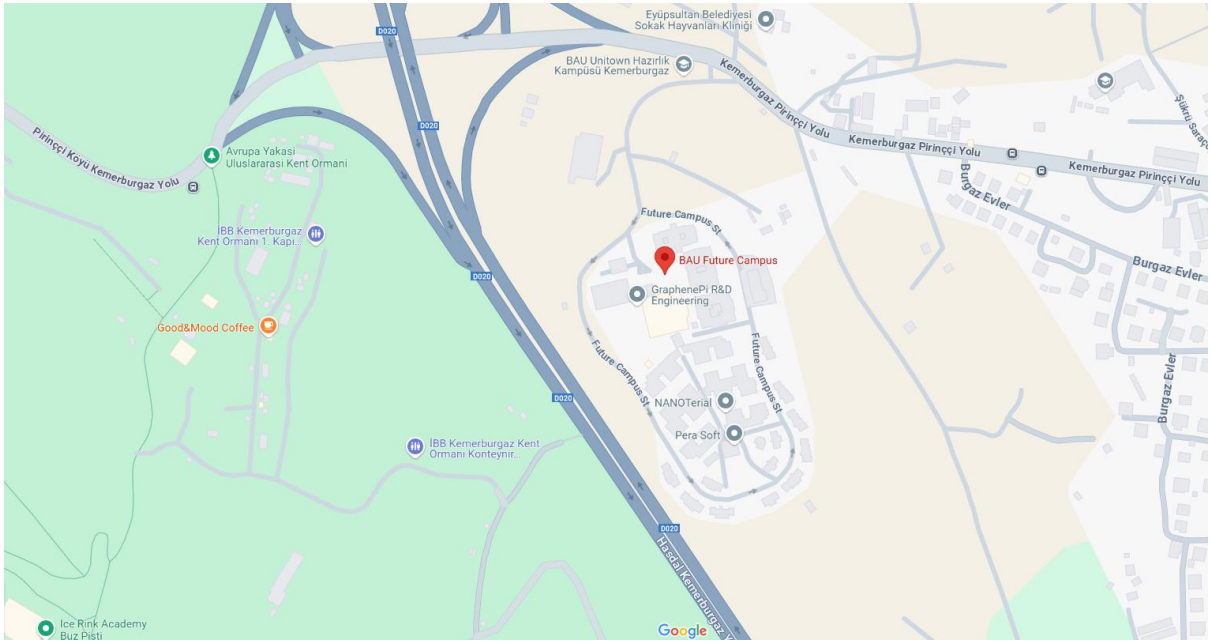 Eyüpsultan Belediyesi
Sokak Hayvanları Kliniği
D020
BAU Unitown Hazırlık
Kampüsü Kemerburgaz
Kemerburgaz Pirinççi Yolu
Kemerburgaz Pirinççi Yolu
Kemerburgaz Pirinççi Yolu
Pirinççi Köyü Kemerburgaz Yolu
Avrupa Yakasi
Uluslararasi Kent Ormani
D020
Burgaz Evler
Future Campus St
İBB Kemerburgaz
Kent Ormanı 1. Kapı...
BAU Future Campus
GraphenePi R&D
Engineering
D020
Burgaz Evler
Good&Mood Coffee
Future Campus St
Future Campus St
D020
NANOTerial
Burgaz Evler
Pera Soft
İBB Kemerburgaz Kent
Ormanı Konteynır...
D020
Hasdal Kemerburgaz
Ice Rink Academy
Buz Pisti
Google